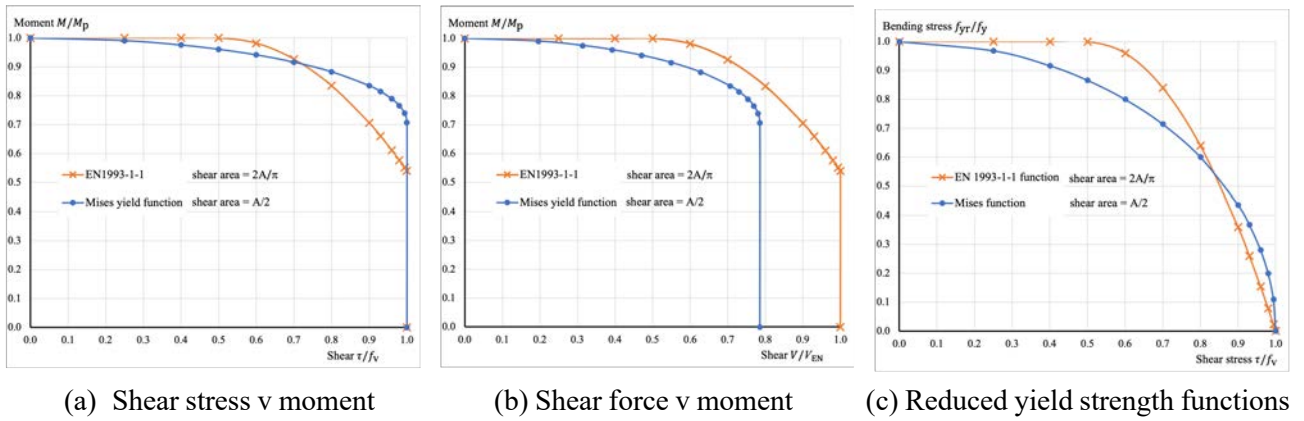 Moment M/Mp
1.0
0.9
0.8
0.7
0.6
0.5
0.4
0.3
0.2
0.1
0.0
EN1993-1-1 shear area = 2A/π
Mises yield function shear area = A/2
0.0 0.1 0.2 0.3 0.4 0.5 0.6 0.7 0.8 0.9 1.0
Shear τ/fv
Moment M/Mp
1.0
0.9
0.8
0.7
0.6
0.5
0.4
0.3
0.2
0.1
0.0
EN1993-1-1 shear area = 2A/π
Mises yield function shear area = A/2
0.0 0.1 0.2 0.3 0.4 0.5 0.6 0.7 0.8 0.9 1.0
Shear V/VEN
Bending stress fyr/fy
1.0
0.9
0.8
0.7
0.6
0.5
0.4
0.3
0.2
0.1
0.0
EN 1993-1-1 function shear area = 2A/π
Mises function shear area = A/2
0.0 0.1 0.2 0.3 0.4 0.5 0.6 0.7 0.8 0.9 1.0
Shear stress τ/fv
(a) Shear stress v moment
(b) Shear force v moment
(c) Reduced yield strength functions